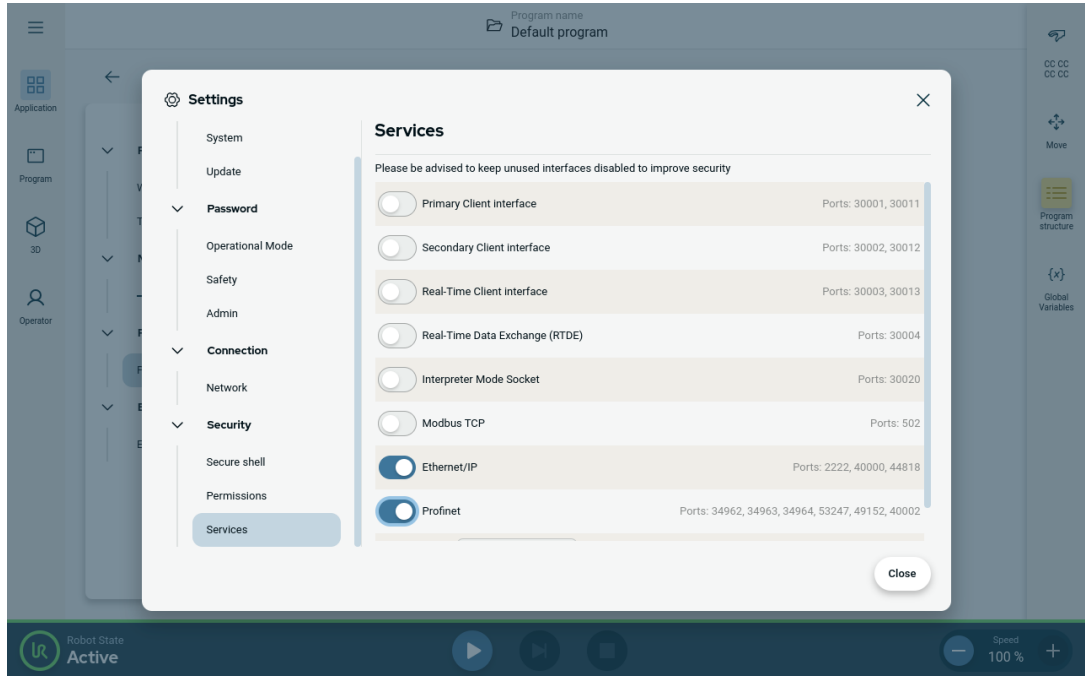 Program name
Default program
Application
Program
3D
Operator
Settings
System
Update
Password
Operational Mode
Safety
Admin
Connection
Network
Security
Secure shell
Permissions
Services
Services
Please be advised to keep unused interfaces disabled to improve security
Primary Client interface Ports: 30001, 30011
Secondary Client interface Ports: 30002, 30012
Real-Time Client interface Ports: 30003, 30013
Real-Time Data Exchange (RTDE) Ports: 30004
Interpreter Mode Socket Ports: 30020
Modbus TCP Ports: 502
Ethernet/IP Ports: 2222, 40000, 44818
Profinet Ports: 34962, 34963, 34964, 53247, 49152, 40002
Close
CC CC
CC CC
Move
Program
structure
{x}
Global
Variables
Robot State
Active
Speed
100 %